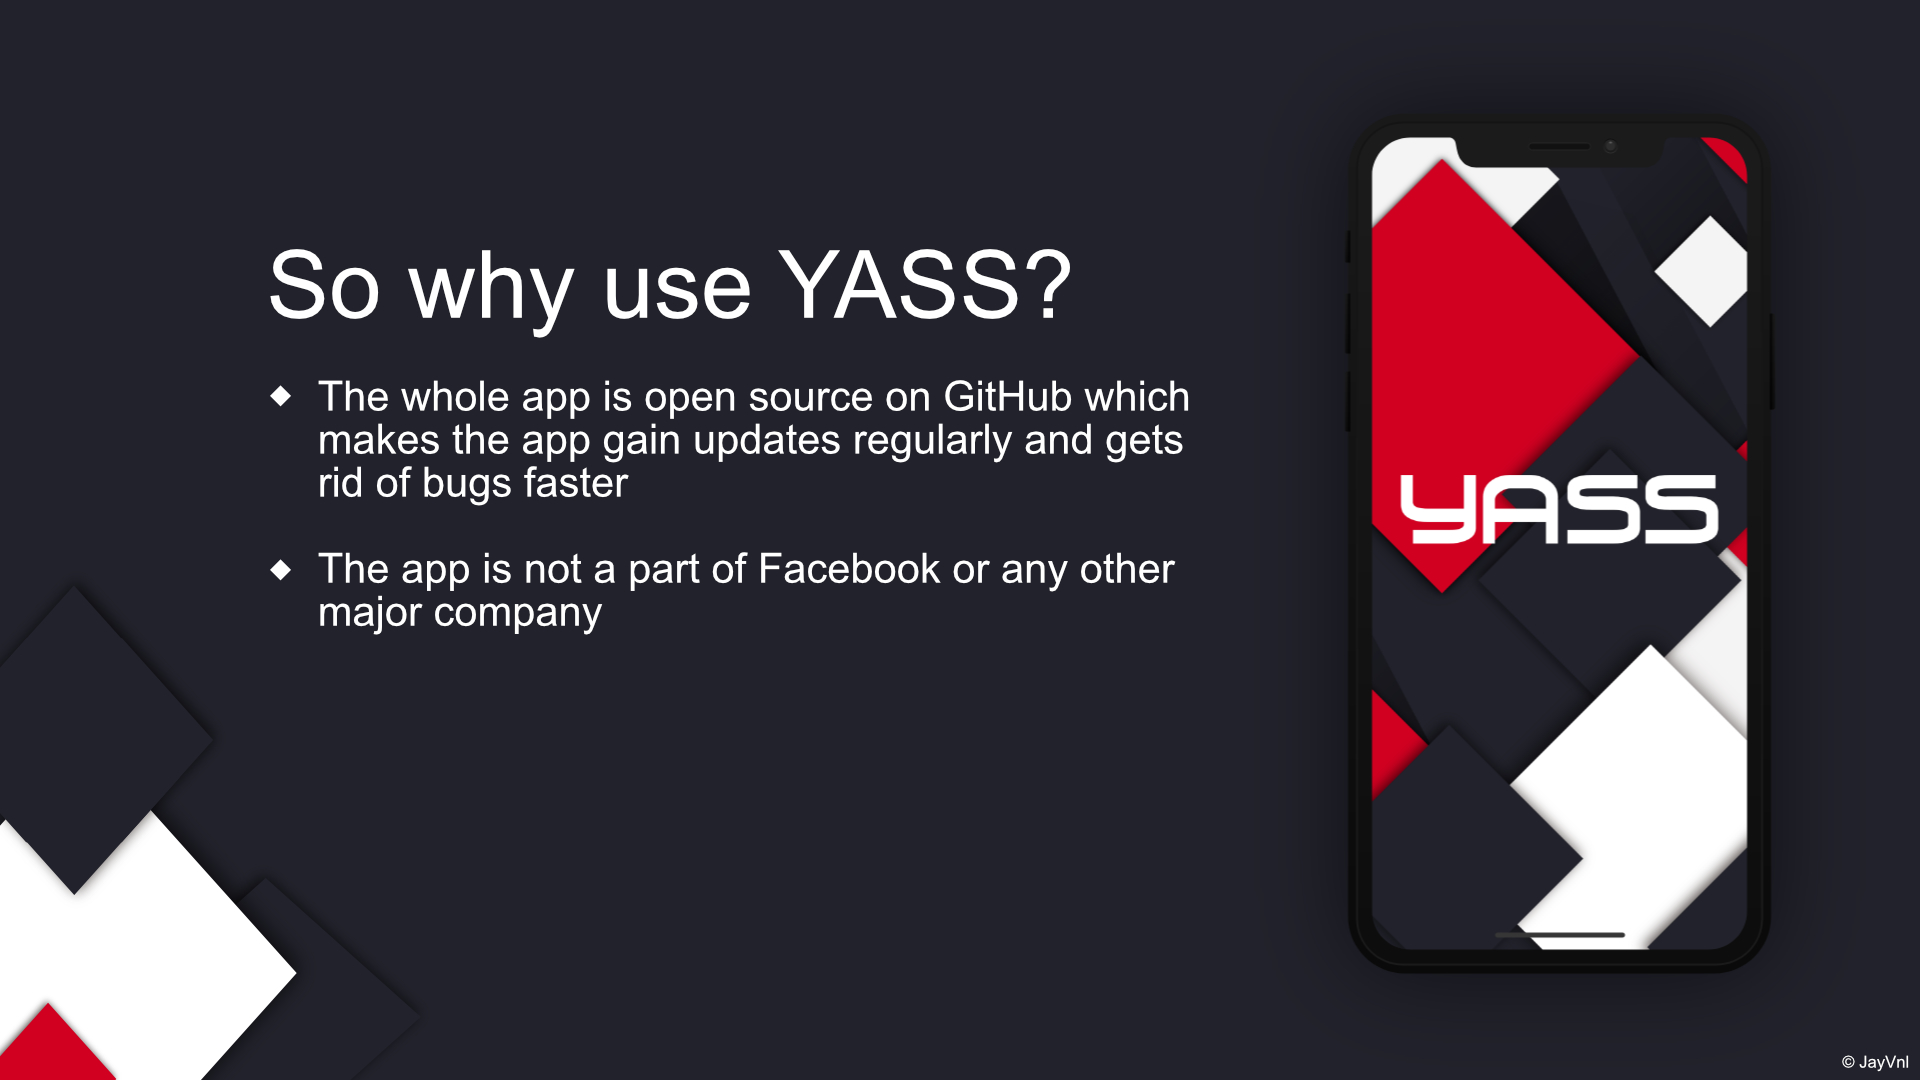 So why use YASS?
The whole app is open source on GitHub which
makes the app gain updates regularly and gets
rid of bugs faster
The app is not a part of Facebook or any other
major company
YASS
© JayVnl